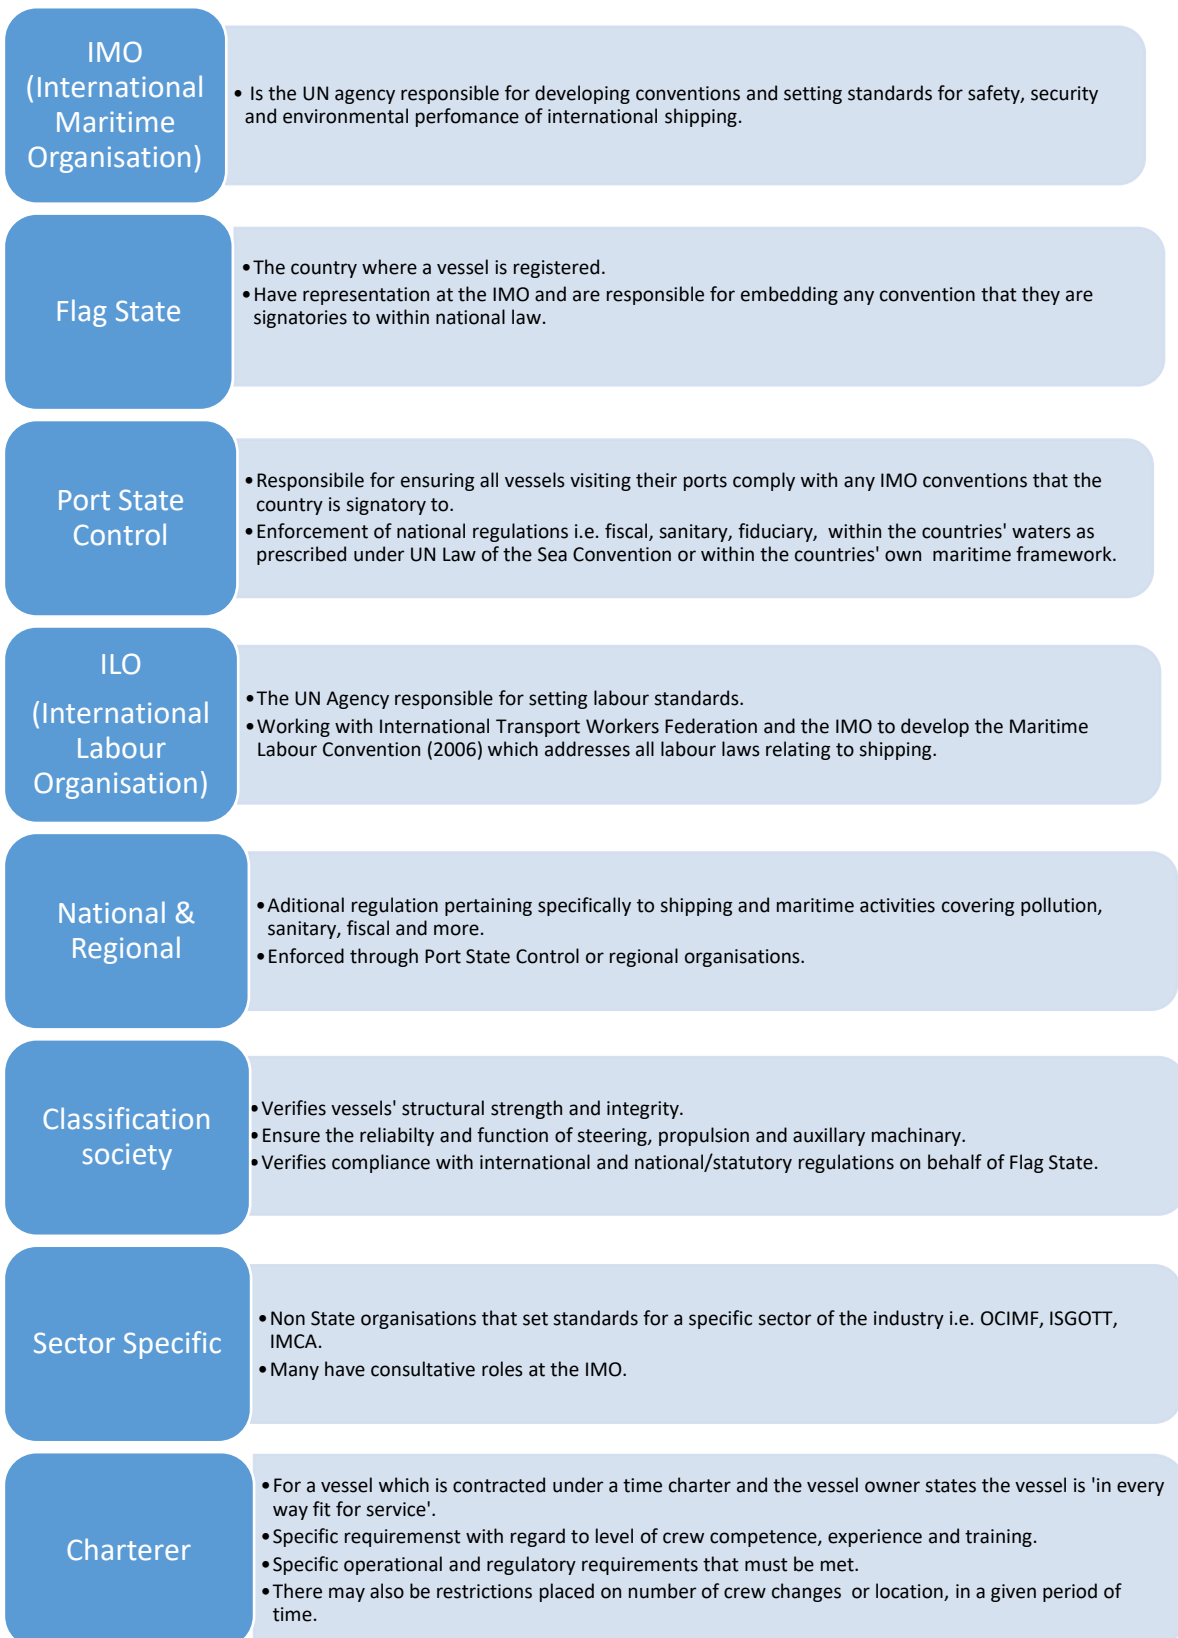 IMO
(International
Maritime
Organisation)
• Is the UN agency responsible for developing conventions and setting standards for safety, security
and environmental perfomance of international shipping.
Flag State
•The country where a vessel is registered.
•Have representation at the IMO and are responsible for embedding any convention that they are
signatories to within national law.
Port State
Control
•Responsibile for ensuring all vessels visiting their ports comply with any IMO conventions that the
country is signatory to.
•Enforcement of national regulations i.e. fiscal, sanitary, fiduciary, within the countries' waters as
prescribed under UN Law of the Sea Convention or within the countries' own maritime framework.
ILO
(International
Labour
Organisation)
•The UN Agency responsible for setting labour standards.
•Working with International Transport Workers Federation and the IMO to develop the Maritime
Labour Convention (2006) which addresses all labour laws relating to shipping.
National &
Regional
•Aditional regulation pertaining specifically to shipping and maritime activities covering pollution,
sanitary, fiscal and more.
•Enforced through Port State Control or regional organisations.
Classification
society
•Verifies vessels' structural strength and integrity.
•Ensure the reliabilty and function of steering, propulsion and auxillary machinary.
•Verifies compliance with international and national/statutory regulations on behalf of Flag State.
Sector Specific
•Non State organisations that set standards for a specific sector of the industry i.e. OCIMF, ISGOTT,
IMCA.
•Many have consultative roles at the IMO.
Charterer
•For a vessel which is contracted under a time charter and the vessel owner states the vessel is 'in every
way fit for service'.
•Specific requiremenst with regard to level of crew competence, experience and training.
•Specific operational and regulatory requirements that must be met.
•There may also be restrictions placed on number of crew changes or location, in a given period of
time.